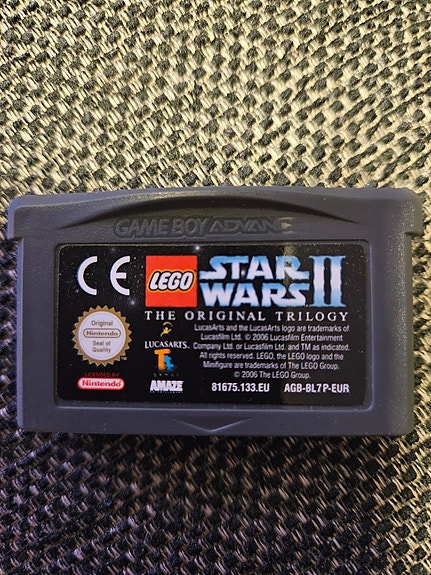 GAME BOY ADVANCE
CE
LEGO
STAR WARS II
THE ORIGINAL TRILOGY
Original
Nintendo
Seal of
Quality
LICENSED BY
Nintendo
LUCASARTS.
AMAZE
LucasArts and the LucasArts logo are trademarks of
Lucasfilm Ltd. © 2006 Lucasfilm Entertainment
Company Ltd. or Lucasfilm Ltd. and TM as indicated.
All rights reserved. LEGO, the LEGO logo and the
Minifigure are trademarks of The LEGO Group.
© 2006 The LEGO Group.
81675.133.EU AGB-BL7P-EUR